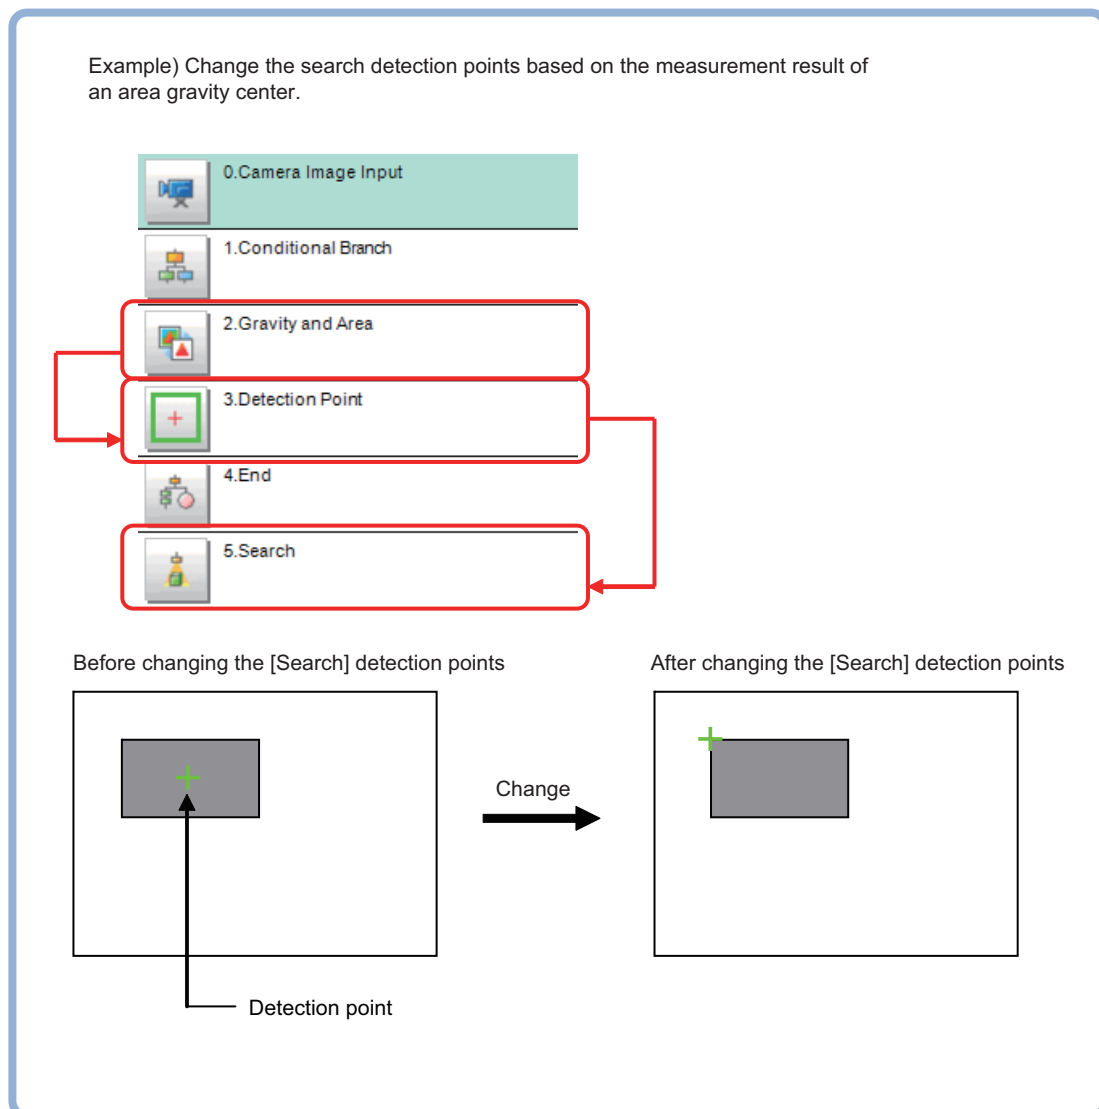 Example) Change the search detection points based on the measurement result of
an area gravity center.
0.Camera Image Input
1.Conditional Branch
2.Gravity and Area
3.Detection Point
4.End
5.Search
Before changing the [Search] detection points
After changing the [Search] detection points
Change
Detection point